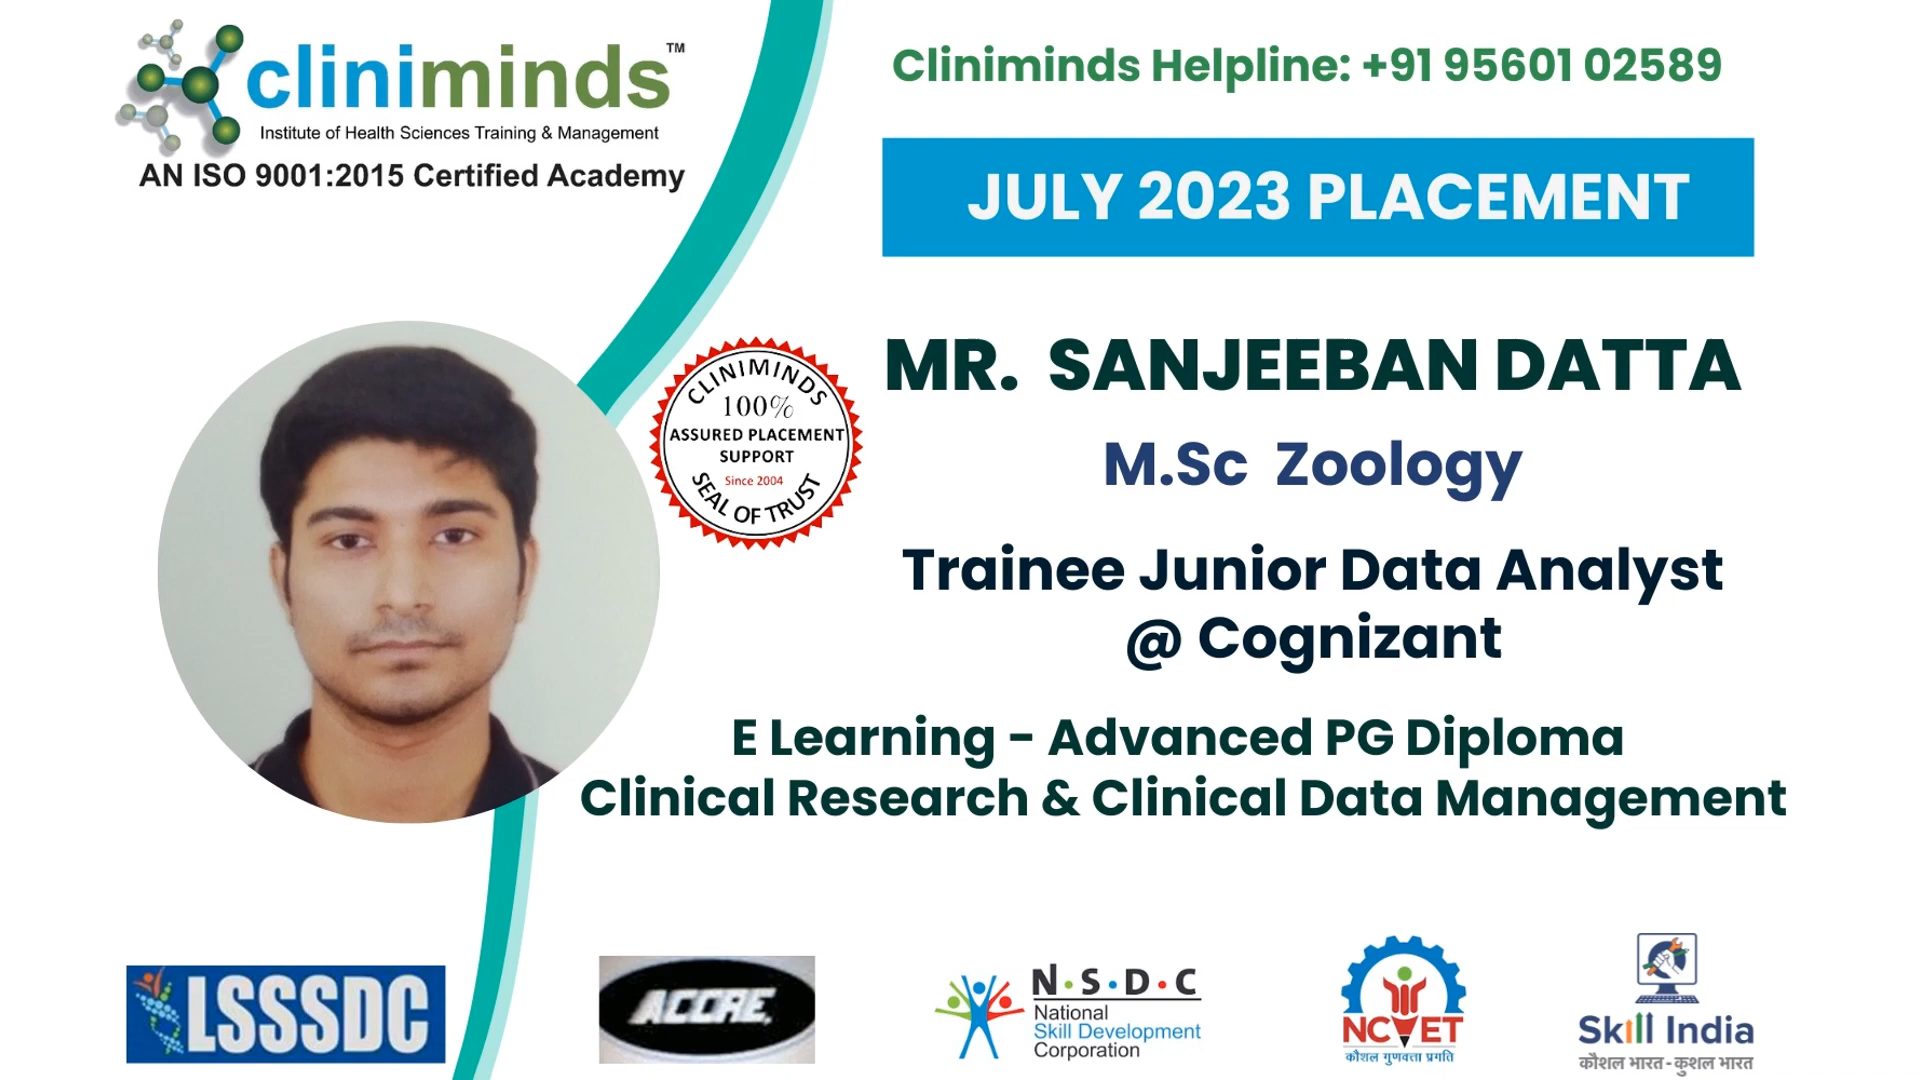 cliniminds™
Institute of Health Sciences Training & Management
AN ISO 9001:2015 Certified Academy
Cliniminds Helpline: +91 95601 02589
JULY 2023 PLACEMENT
CLINIMINDS
100%
ASSURED PLACEMENT
SUPPORT
Since 2004
SEAL OF TRUST
MR. SANJEEBAN DATTA
M.Sc Zoology
Trainee Junior Data Analyst
@ Cognizant
E Learning - Advanced PG Diploma
Clinical Research & Clinical Data Management
LSSSDC
ACCRE.
N·S·D·C
National
Skill Development
Corporation
NCVET
कौशल गुणवत्ता प्रगति
Skill India
कौशल भारत-कुशल भारत